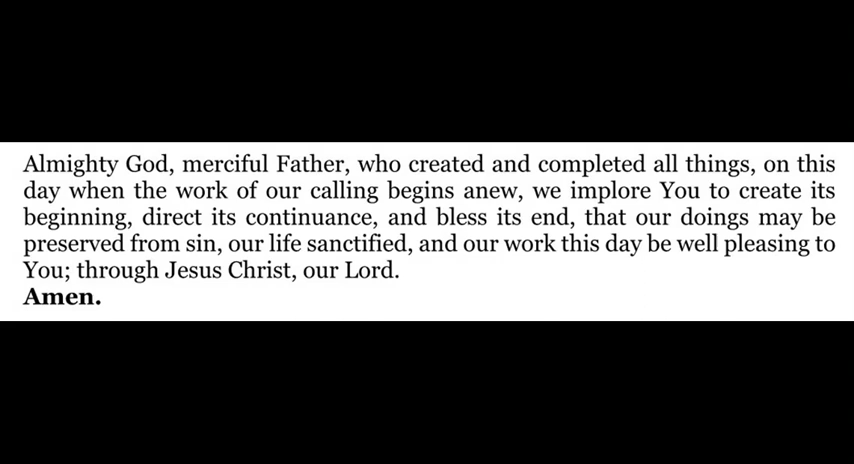 Almighty God, merciful Father, who created and completed all things, on this
day when the work of our calling begins anew, we implore You to create its
beginning, direct its continuance, and bless its end, that our doings may be
preserved from sin, our life sanctified, and our work this day be well pleasing to
You; through Jesus Christ, our Lord.
Amen.